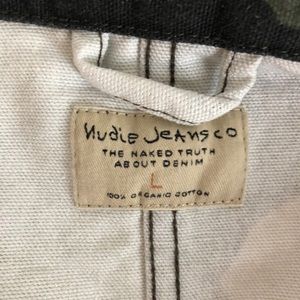 Nudie Jeans co
THE NAKED TRUTH
ABOUT DENIM
L
100% ORGANIC COTTON